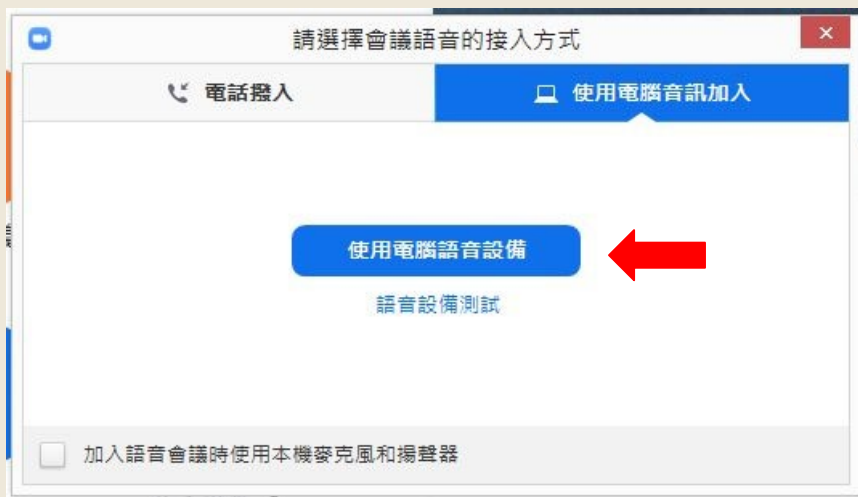 請選擇會議語音的接入方式
電話撥入
使用電腦音訊加入
使用電腦語音設備
語音設備測試
加入語音會議時使用本機麥克風和揚聲器